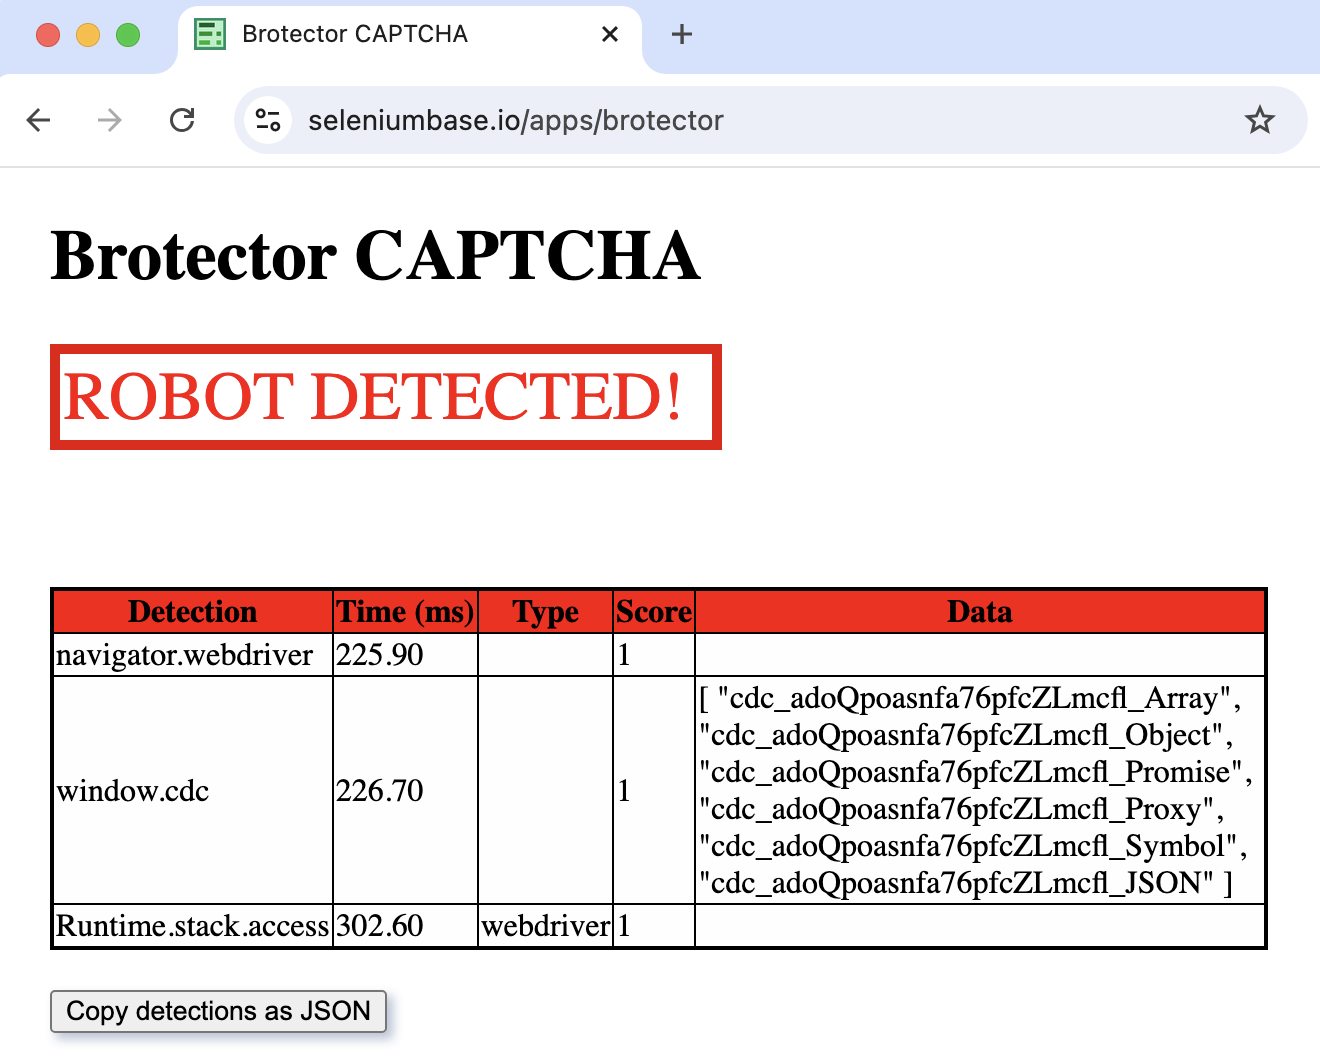 Brotector CAPTCHA
seleniumbase.io/apps/brotector
Brotector CAPTCHA
ROBOT DETECTED!
Detection Time (ms) Type Score Data
navigator.webdriver 225.90 1
window.cdc 226.70 1 [ "cdc_adoQpoasnfa76pfcZLmcfl_Array",
"cdc_adoQpoasnfa76pfcZLmcfl_Object",
"cdc_adoQpoasnfa76pfcZLmcfl_Promise",
"cdc_adoQpoasnfa76pfcZLmcfl_Proxy",
"cdc_adoQpoasnfa76pfcZLmcfl_Symbol",
"cdc_adoQpoasnfa76pfcZLmcfl_JSON" ]
Runtime.stack.access 302.60 webdriver 1
Copy detections as JSON